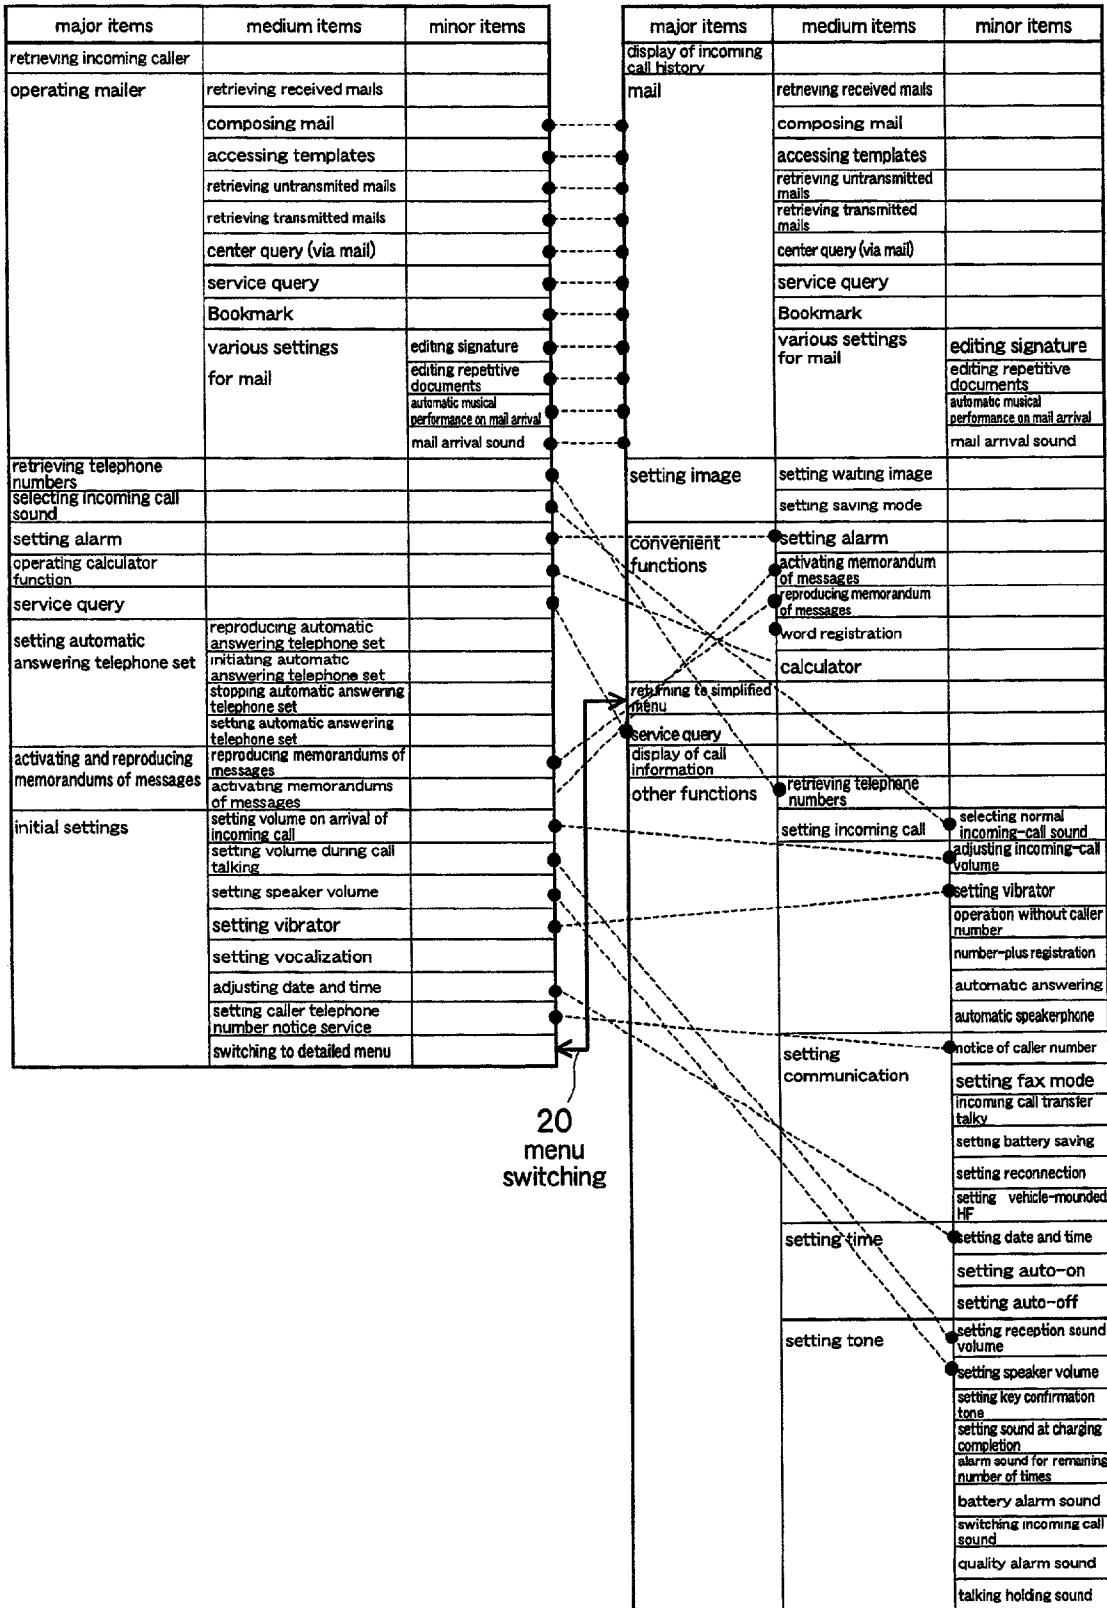 major items
medium items
minor items
retrieving incoming caller
operating mailer
retrieving received mails
composing mail
accessing templates
retrieving untransmited mails
retrieving transmitted mails
center query (via mail)
service query
Bookmark
various settings
for mail
editing signature
editing repetitive
documents
automatic musical
performance on mail arrival
mail arrival sound
retrieving telephone
numbers
selecting incoming call
sound
setting alarm
operating calculator
function
service query
setting automatic
answering telephone set
reproducing automatic
answering telephone set
initiating automatic
answering telephone set
stopping automatic answering
telephone set
setting automatic answering
telephone set
activating and reproducing
memorandums of messages
reproducing memorandums of
messages
activating memorandums
of messages
initial settings
setting volume on arrival of
incoming call
setting volume during call
talking
setting speaker volume
setting vibrator
setting vocalization
adjusting date and time
setting caller telephone
number notice service
switching to detailed menu
20
menu
switching
major items
medium items
minor items
display of incoming
call history
mail
retrieving received mails
composing mail
accessing templates
retrieving untransmitted
mails
retrieving transmitted
mails
center query (via mail)
service query
Bookmark
various settings
for mail
editing signature
editing repetitive
documents
automatic musical
performance on mail arrival
mail arrival sound
setting image
setting waiting image
setting saving mode
convenient
functions
setting alarm
activating memorandum
of messages
reproducing memorandum
of messages
word registration
calculator
returning to simplified
menu
service query
display of call
information
other functions
retrieving telephone
numbers
setting incoming call
selecting normal
incoming-call sound
adjusting incoming-call
volume
setting vibrator
operation without caller
number
number-plus registration
automatic answering
automatic speakerphone
setting
communication
notice of caller number
setting fax mode
incoming call transfer
talky
setting battery saving
setting reconnection
setting vehicle-mounded
HF
setting time
setting date and time
setting auto-on
setting auto-off
setting tone
setting reception sound
volume
setting speaker volume
setting key confirmation
tone
setting sound at charging
completion
alarm sound for remaining
number of times
battery alarm sound
switching incoming call
sound
quality alarm sound
talking holding sound